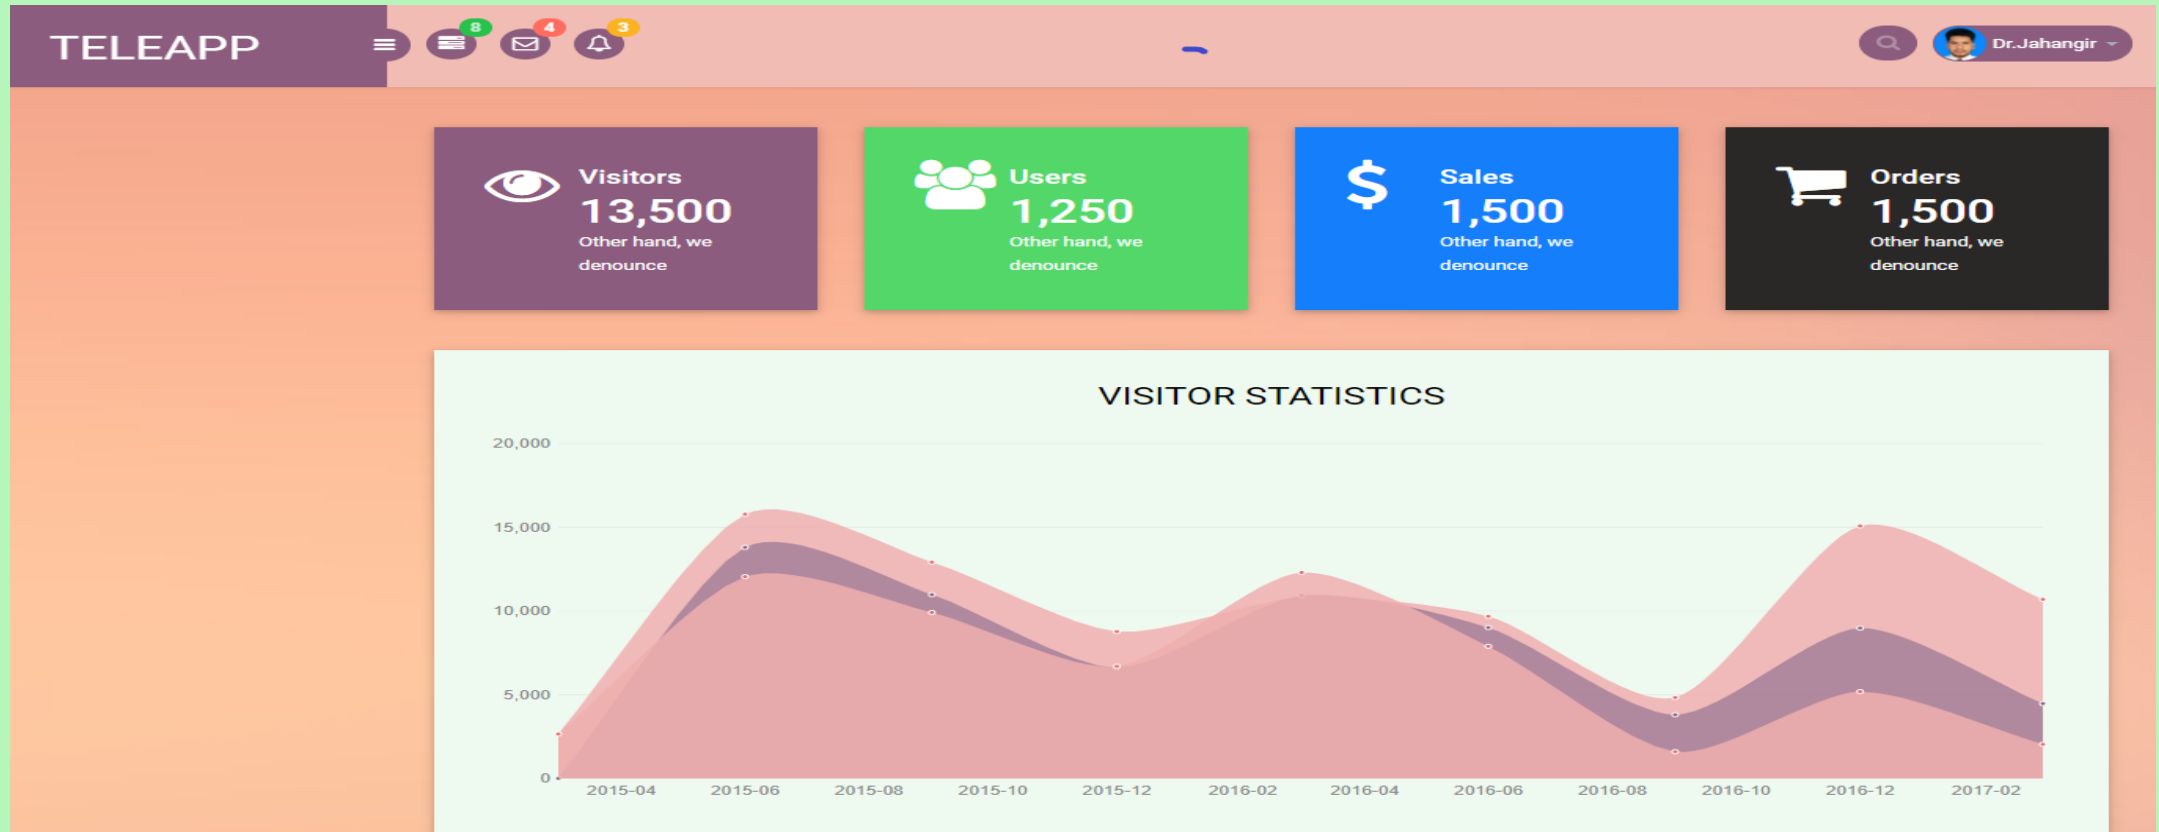 TELEAPP
8
4
3
Dr.Jahangir
Visitors
13,500
Other hand, we
denounce
Users
1,250
Other hand, we
denounce
Sales
1,500
Other hand, we
denounce
Orders
1,500
Other hand, we
denounce
VISITOR STATISTICS
20,000
15,000
10,000
5,000
0
2015-04 2015-06 2015-08 2015-10 2015-12 2016-02 2016-04 2016-06 2016-08 2016-10 2016-12 2017-02